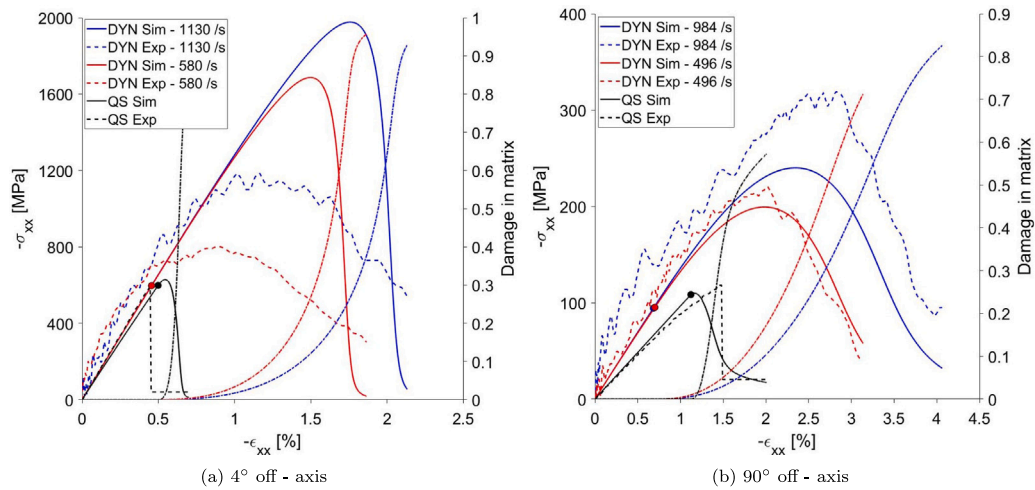 2000
1600
1200
800
400
0
-σxx [MPa]
DYN Sim - 1130 /s
DYN Exp - 1130 /s
DYN Sim - 580 /s
DYN Exp - 580 /s
QS Sim
QS Exp
1
0.9
0.8
0.7
0.6
0.5
0.4
0.3
0.2
0.1
0
Damage in matrix
0 0.5 1 1.5 2 2.5
-ϵxx [%]
(a) 4° off - axis
400
300
200
100
0
-σxx [MPa]
DYN Sim - 984 /s
DYN Exp - 984 /s
DYN Sim - 496 /s
DYN Exp - 496 /s
QS Sim
QS Exp
0.9
0.8
0.7
0.6
0.5
0.4
0.3
0.2
0.1
0
Damage in matrix
0 0.5 1 1.5 2 2.5 3 3.5 4 4.5
-ϵxx [%]
(b) 90° off - axis